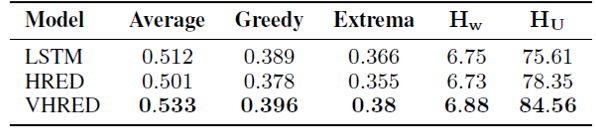 Model Average Greedy Extrema H_w H_U
LSTM 0.512 0.389 0.366 6.75 75.61
HRED 0.501 0.378 0.355 6.73 78.35
VHRED 0.533 0.396 0.38 6.88 84.56